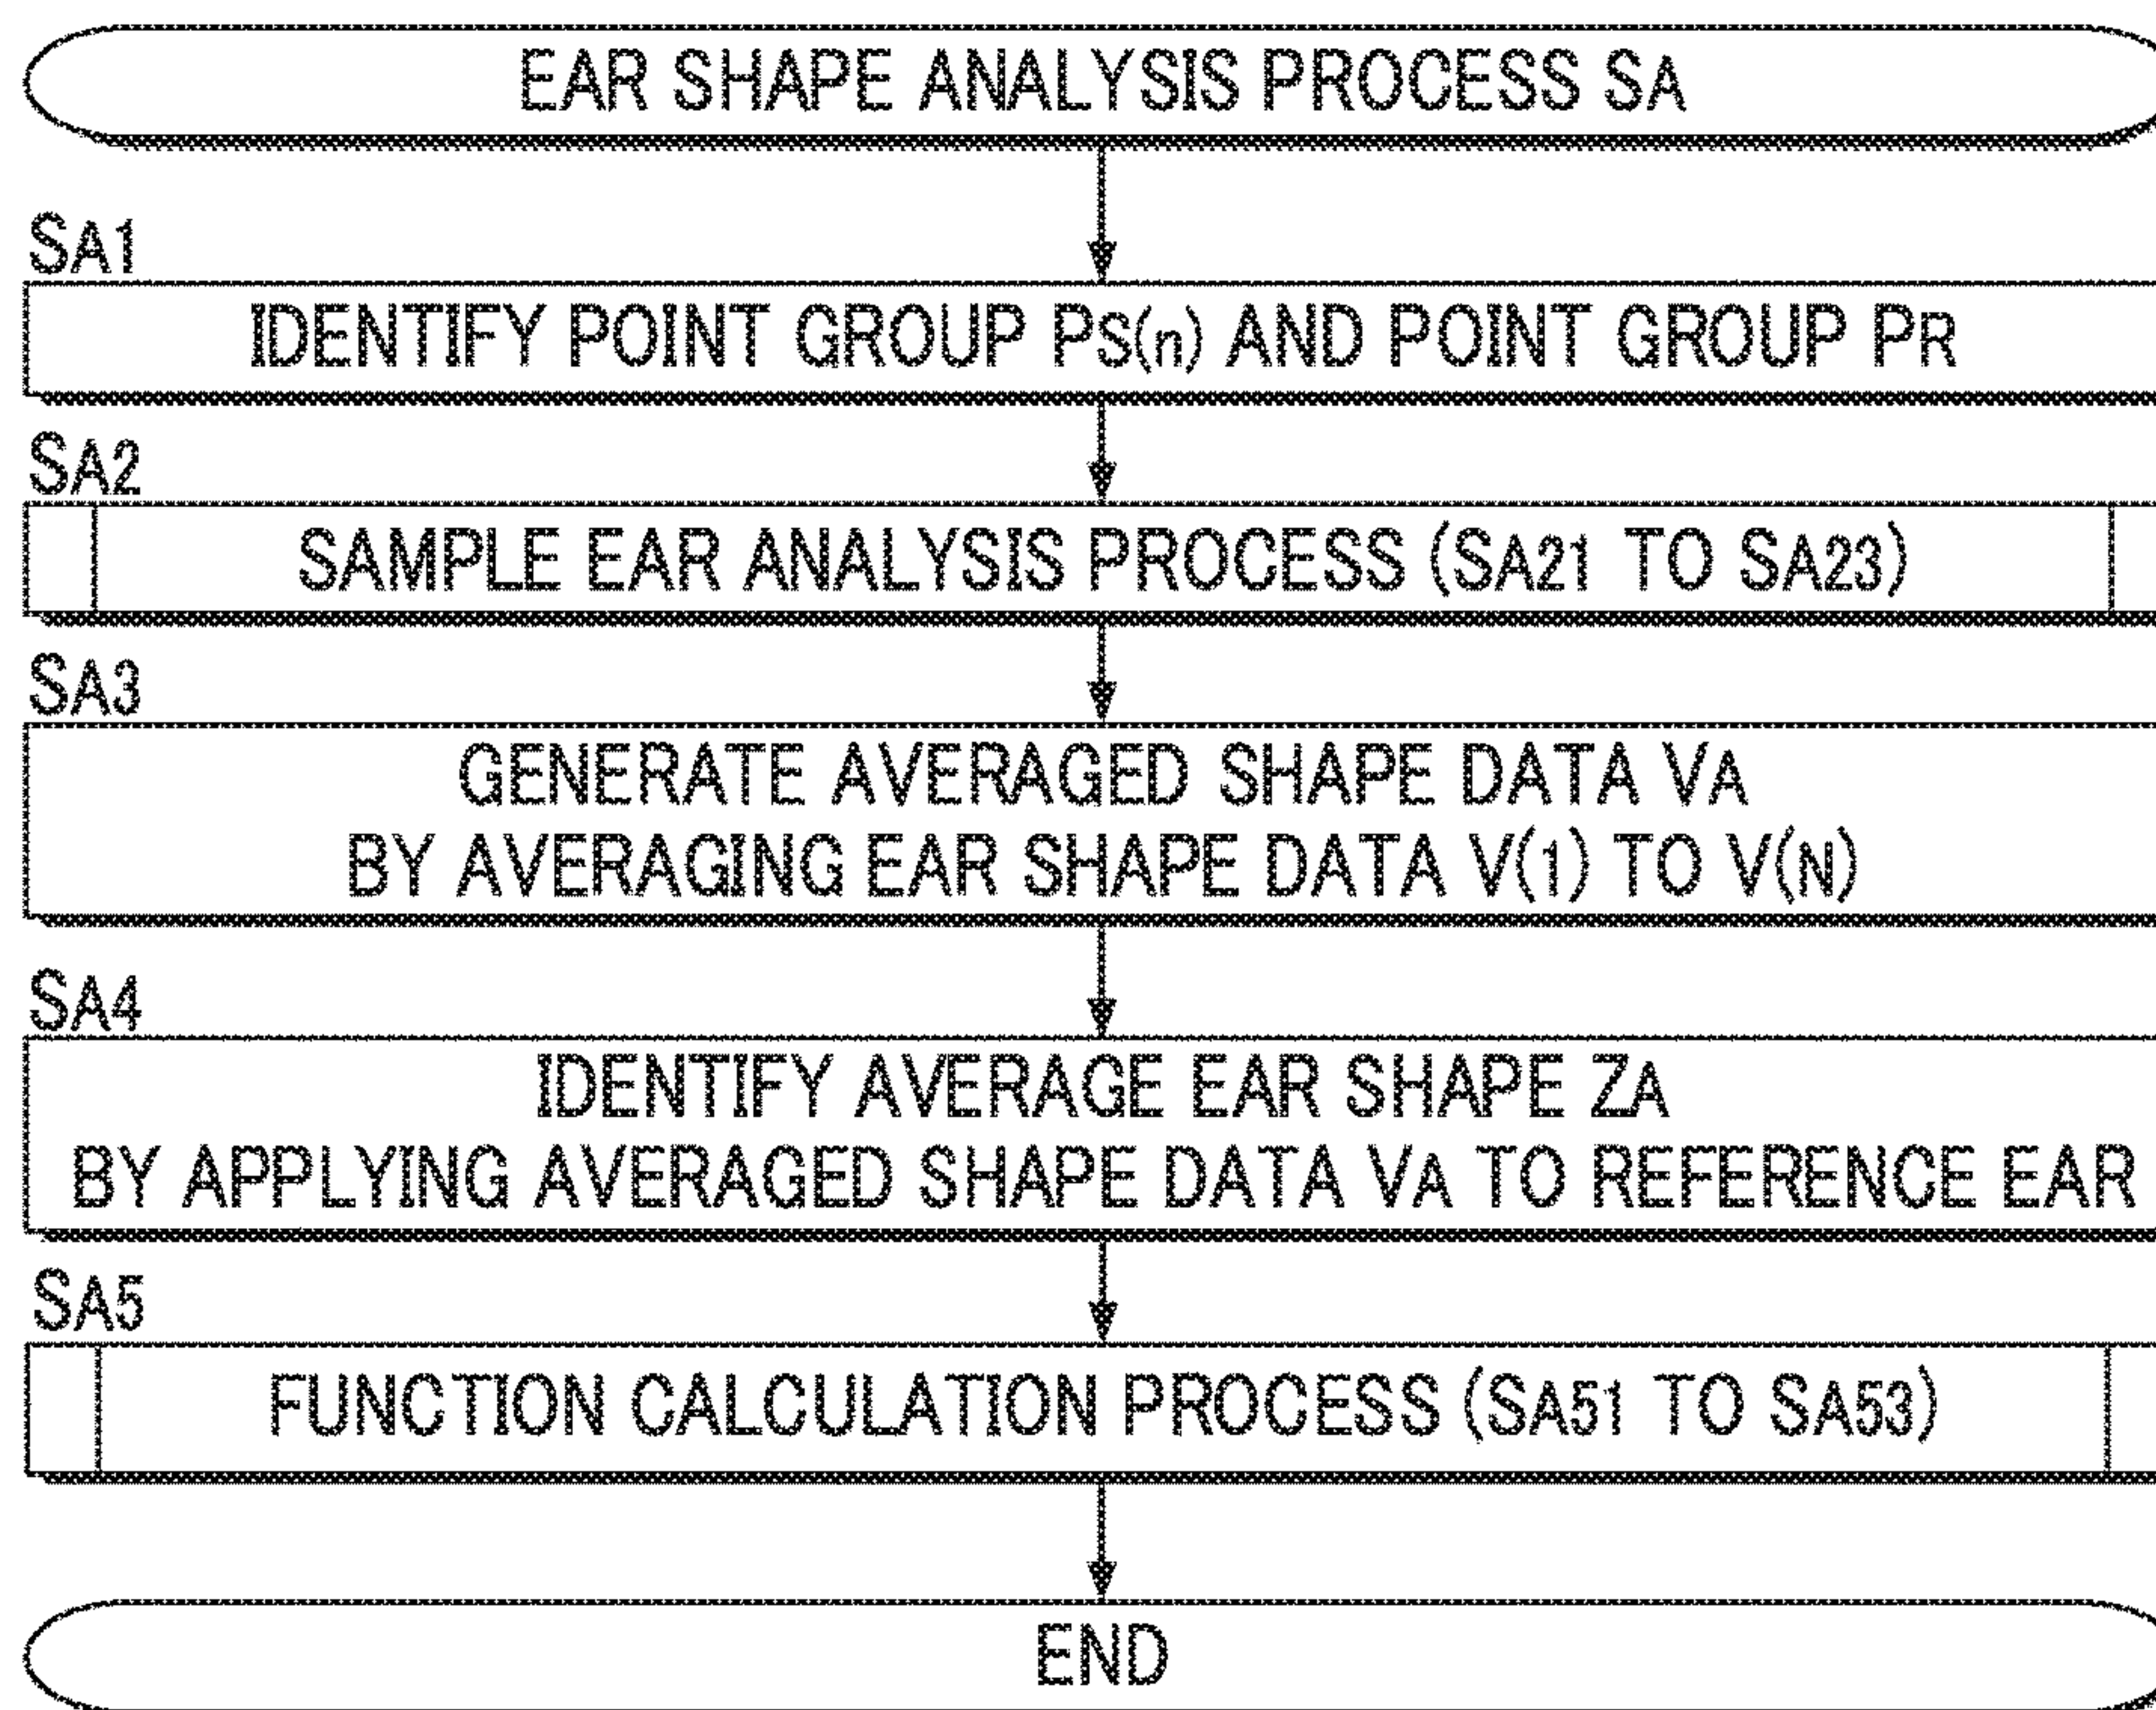 EAR SHAPE ANALYSIS PROCESS SA
SA1
IDENTIFY POINT GROUP PS(n) AND POINT GROUP PR
SA2
SAMPLE EAR ANALYSIS PROCESS (SA21 TO SA23)
SA3
GENERATE AVERAGED SHAPE DATA VA
BY AVERAGING EAR SHAPE DATA V(1) TO V(N)
SA4
IDENTIFY AVERAGE EAR SHAPE ZA
BY APPLYING AVERAGED SHAPE DATA VA TO REFERENCE EAR
SA5
FUNCTION CALCULATION PROCESS (SA51 TO SA53)
END